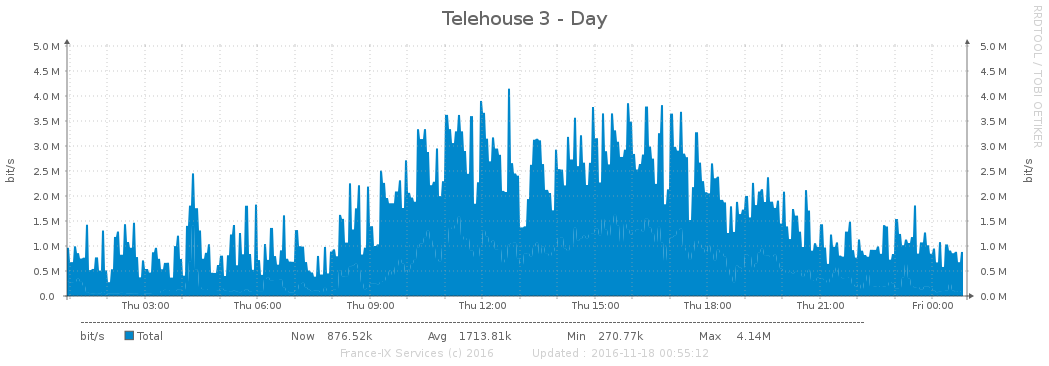 Telehouse 3 - Day
RRDTOOL / TOBI OETIKER
5.0 M 5.0 M
4.5 M 4.5 M
4.0 M 4.0 M
3.5 M 3.5 M
3.0 M 3.0 M
2.5 M 2.5 M
2.0 M 2.0 M
1.5 M 1.5 M
1.0 M 1.0 M
0.5 M 0.5 M
0.0 0.0 M
bit/s
bit/s
Thu 03:00 Thu 06:00 Thu 09:00 Thu 12:00 Thu 15:00 Thu 18:00 Thu 21:00 Fri 00:00
bit/s Total Now 876.52k Avg 1713.81k Min 270.77k Max 4.14M
France-IX Services (c) 2016 Updated : 2016-11-18 00:55:12